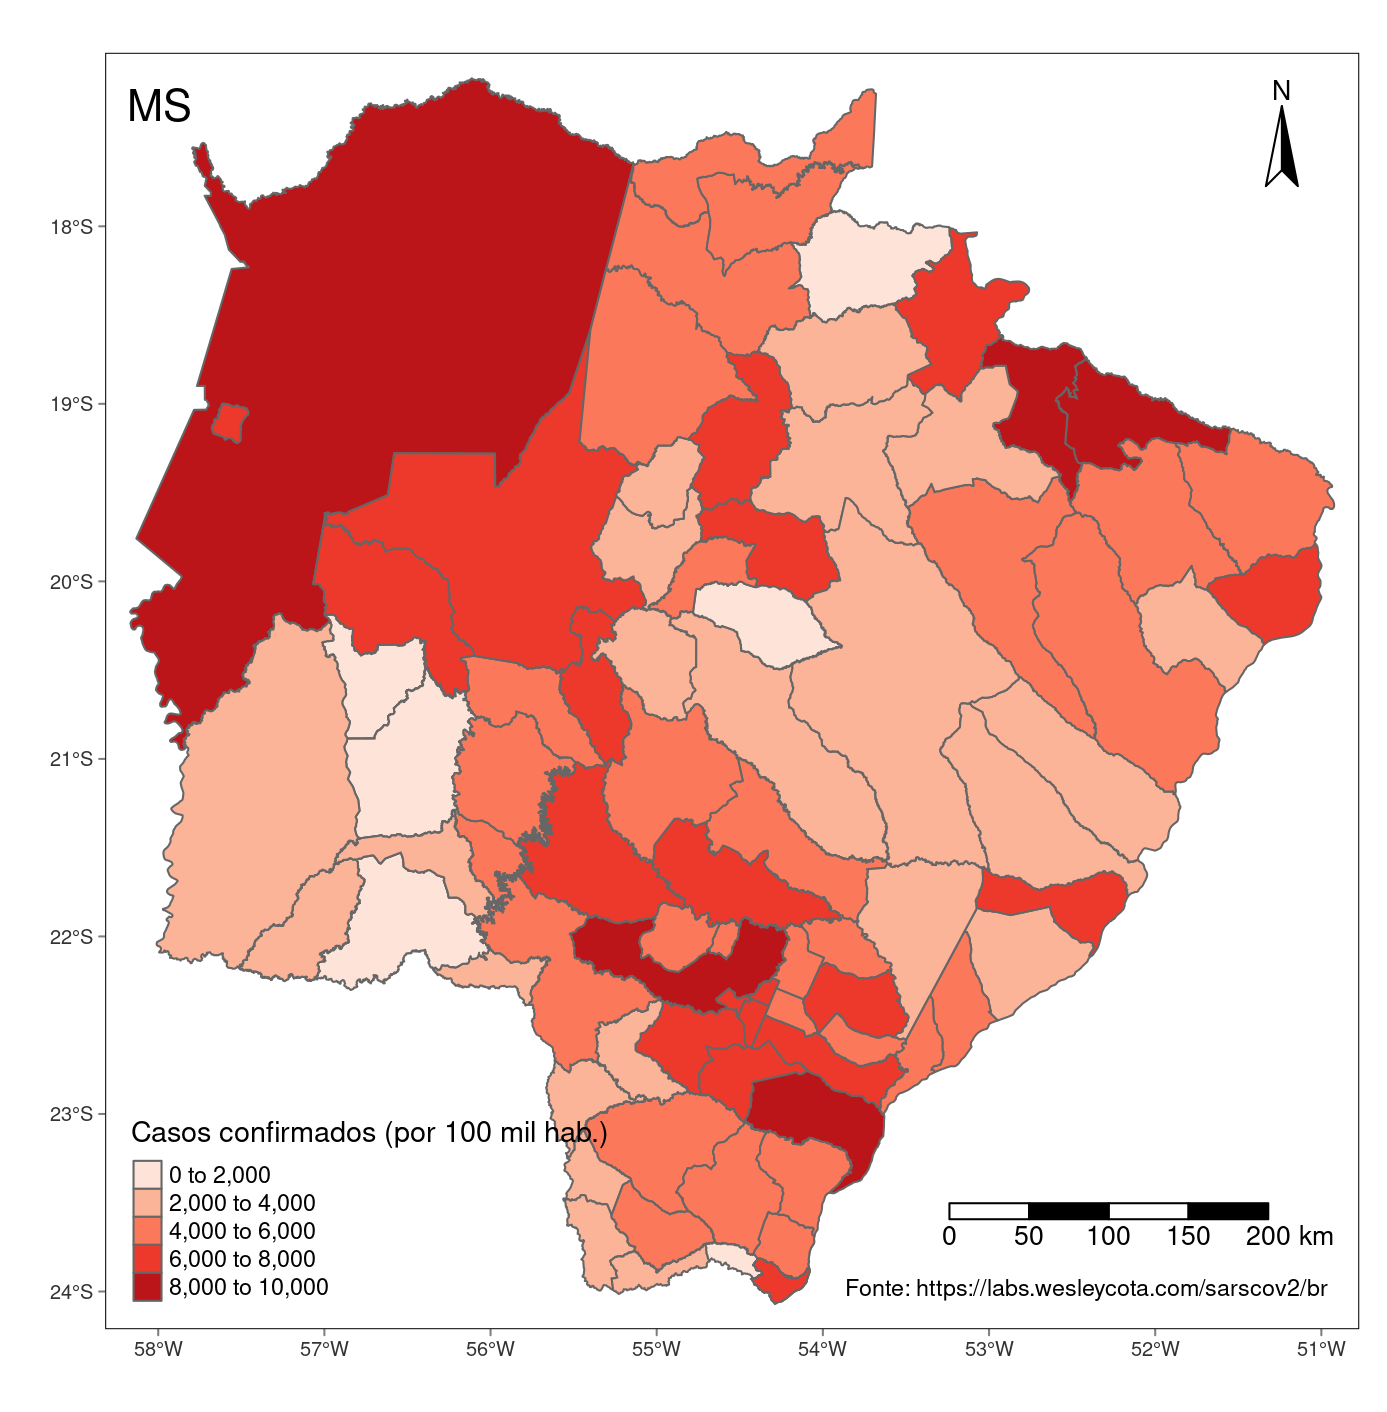 MS
N
18°S
19°S
20°S
21°S
22°S
23°S
24°S
Casos confirmados (por 100 mil hab.)
0 to 2,000
2,000 to 4,000
4,000 to 6,000
6,000 to 8,000
8,000 to 10,000
0 50 100 150 200 km
Fonte: https://labs.wesleycota.com/sarscov2/br
58°W 57°W 56°W 55°W 54°W 53°W 52°W 51°W